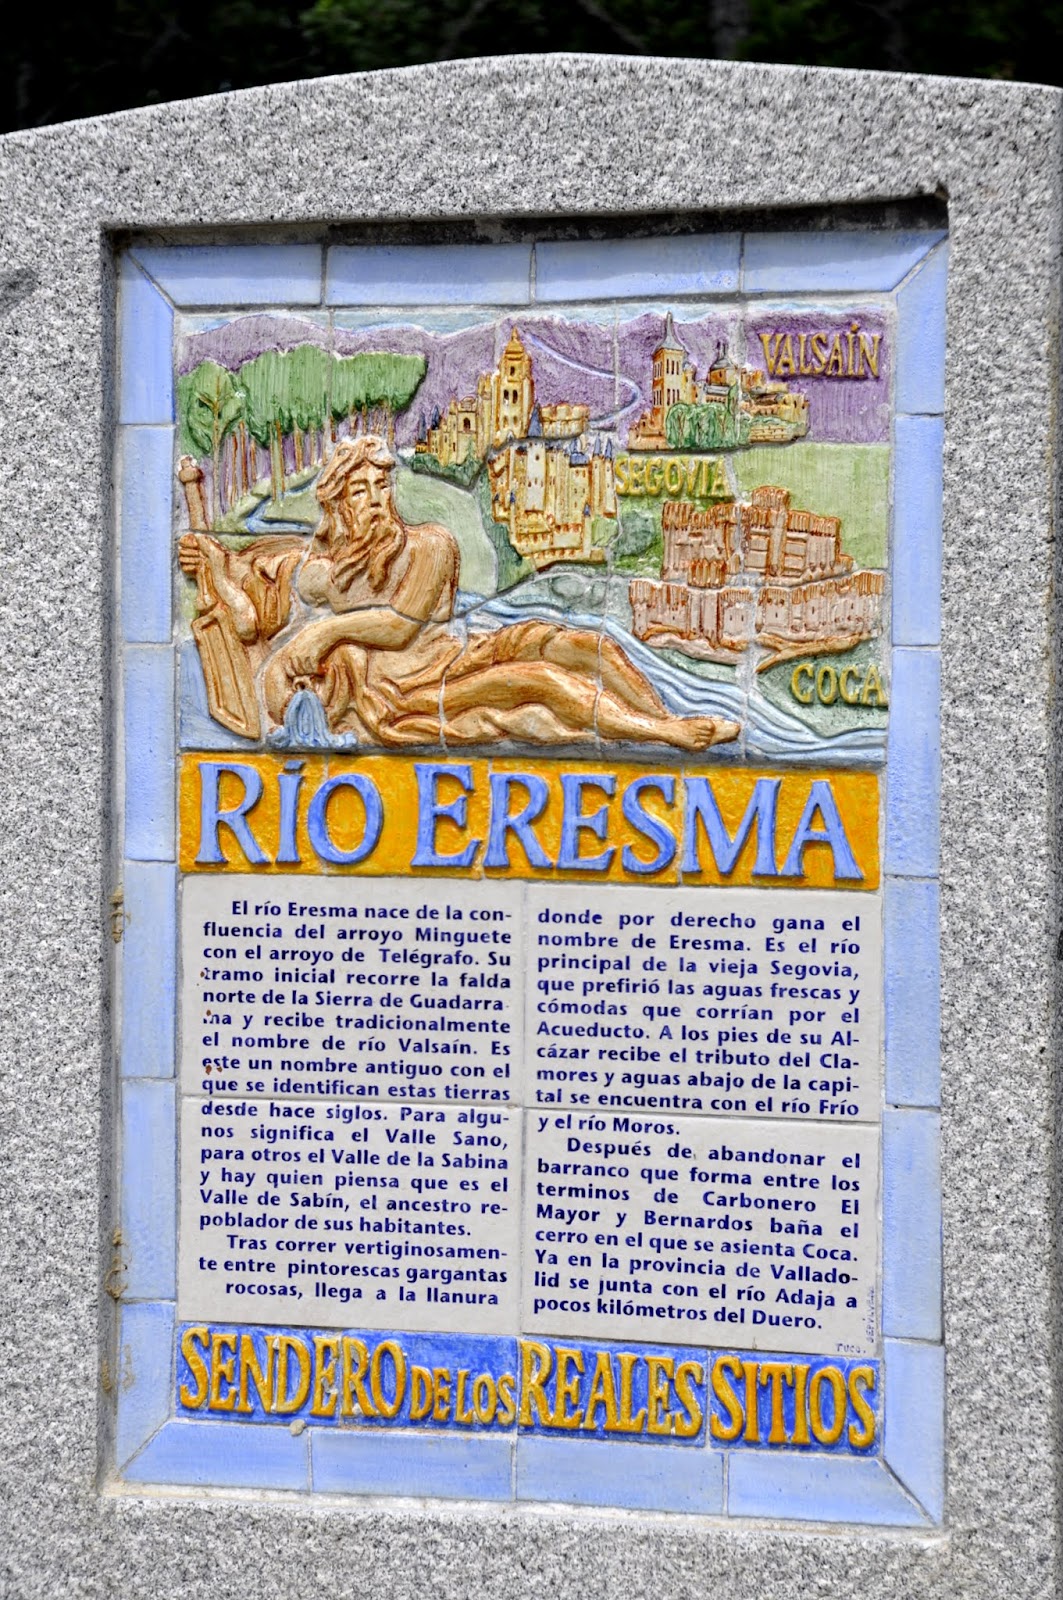 VALSAÍN
SEGOVIA
COCA
RÍO ERESMA
El río Eresma nace de la con-
fluencia del arroyo Minguete
con el arroyo de Telégrafo. Su
tramo inicial recorre la falda
norte de la Sierra de Guadarra
ma y recibe tradicionalmente
el nombre de río Valsaín. Es
este un nombre antiguo con el
que se identifican estas tierras
desde hace siglos. Para algu-
nos significa el Valle Sano,
para otros el Valle de la Sabina
y hay quien piensa que es el
Valle de Sabín, el ancestro re-
poblador de sus habitantes.
Tras correr vertiginosamen-
te entre pintorescas gargantas
rocosas, llega a la llanura
donde por derecho gana el
nombre de Eresma. Es el río
principal de la vieja Segovia,
que prefirió las aguas frescas y
cómodas que corrían por el
Acueducto. A los pies de su Al-
cázar recibe el tributo del Cla-
mores y aguas abajo de la capi-
tal se encuentra con el río Frío
y el río Moros.
Después de abandonar el
barranco que forma entre los
terminos de Carbonero El
Mayor y Bernardos baña el
cerro en el que se asienta Coca.
Ya en la provincia de Vallado-
lid se junta con el río Adaja a
pocos kilómetros del Duero.
SENDERO DE LOS REALES SITIOS